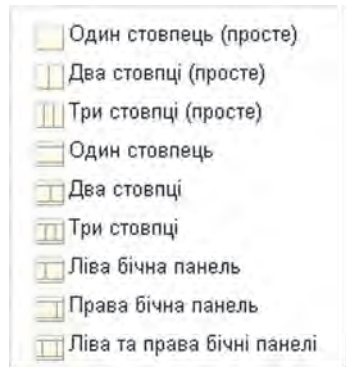 Один стовпець (просте)
Два стовпці (просте)
Три стовпці (просте)
Один стовпець
Два стовпці
Три стовпці
Ліва бічна панель
Права бічна панель
Ліва та права бічні панелі